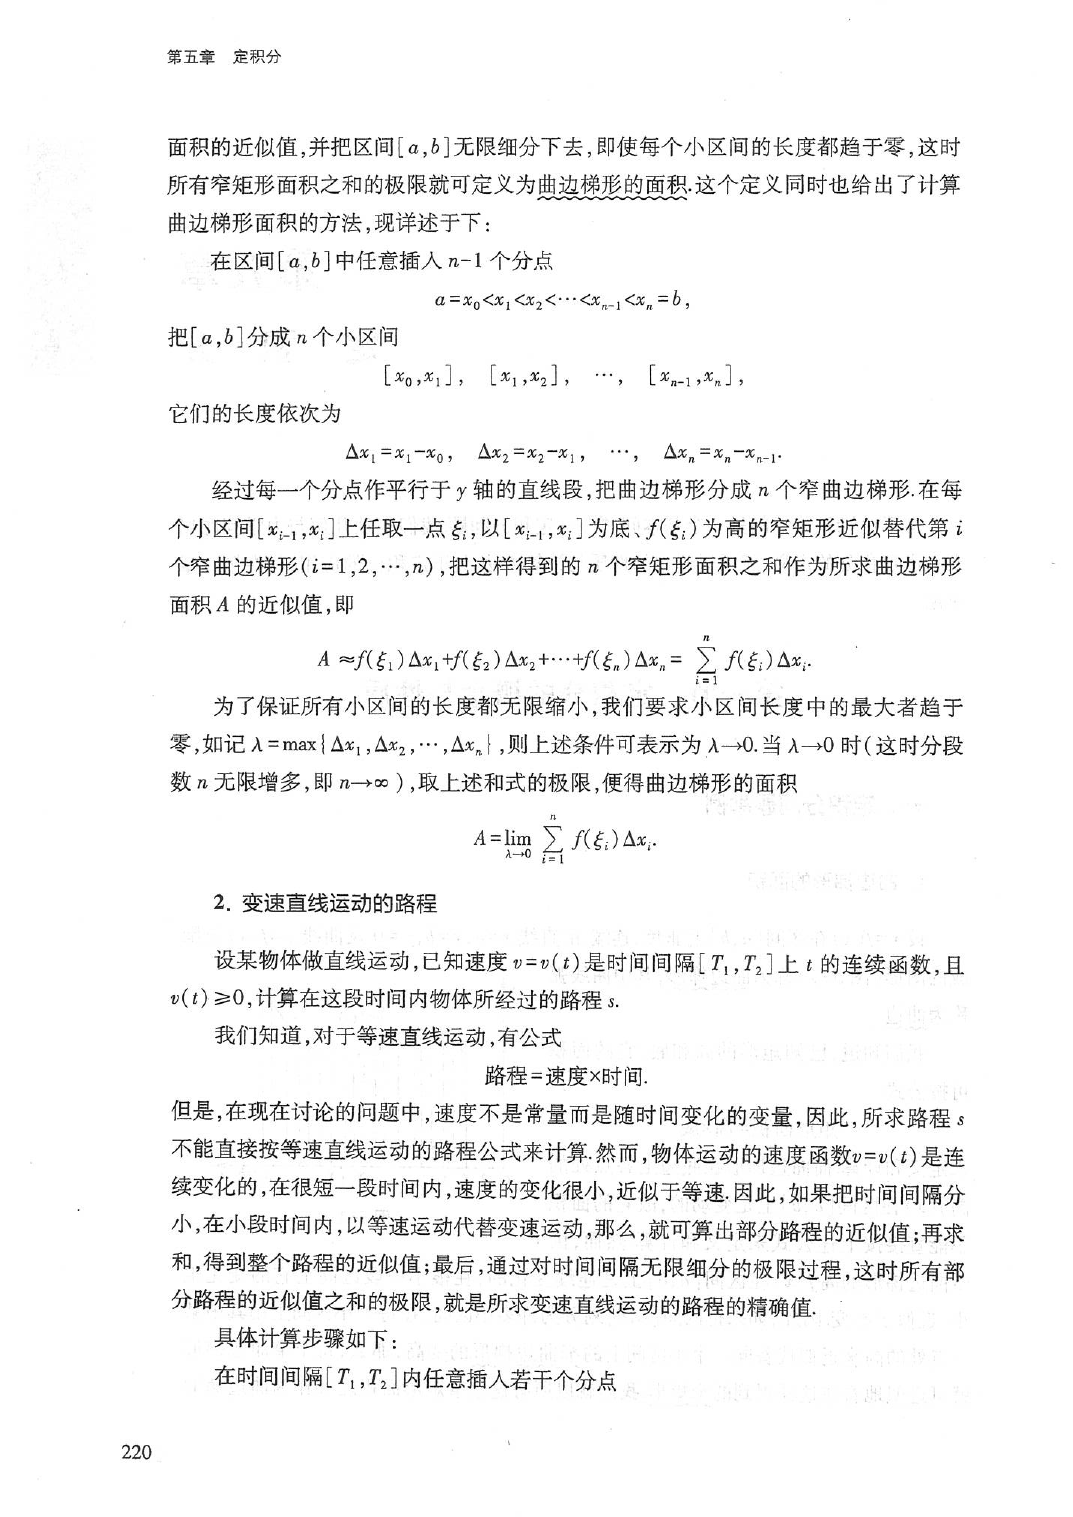 第五章 定积分
面积的近似值,并把区间[a,b]无限细分下去,即使每个小区间的长度都趋于零,这时
所有窄矩形面积之和的极限就可定义为曲边梯形的面积.这个定义同时也给出了计算
曲边梯形面积的方法,现详述于下:
在区间[a,b]中任意插入 n-1 个分点
a=x₀<x₁<x₂<⋯<xₙ₋₁<xₙ=b,
把[a,b]分成 n 个小区间
[x₀,x₁], [x₁,x₂], ⋯, [xₙ₋₁,xₙ],
它们的长度依次为
Δx₁=x₁-x₀, Δx₂=x₂-x₁, ⋯, Δxₙ=xₙ-xₙ₋₁.
经过每一个分点作平行于 y 轴的直线段,把曲边梯形分成 n 个窄曲边梯形.在每
个小区间[xᵢ₋₁,xᵢ]上任取一点 ξᵢ,以[xᵢ₋₁,xᵢ]为底、f(ξᵢ)为高的窄矩形近似替代第 i
个窄曲边梯形(i=1,2,⋯,n),把这样得到的 n 个窄矩形面积之和作为所求曲边梯形
面积 A 的近似值,即
A≈f(ξ₁)Δx₁+f(ξ₂)Δx₂+⋯+f(ξₙ)Δxₙ=∑_{i=1}^{n} f(ξᵢ)Δxᵢ.
为了保证所有小区间的长度都无限缩小,我们要求小区间长度中的最大者趋于
零,如记 λ=max{Δx₁,Δx₂,⋯,Δxₙ},则上述条件可表示为 λ→0.当 λ→0 时(这时分段
数 n 无限增多,即 n→∞),取上述和式的极限,便得曲边梯形的面积
A=lim_{λ→0} ∑_{i=1}^{n} f(ξᵢ)Δxᵢ.
2. 变速直线运动的路程
设某物体做直线运动,已知速度 v=v(t)是时间间隔[T₁,T₂]上 t 的连续函数,且
v(t)≥0,计算在这段时间内物体所经过的路程 s.
我们知道,对于等速直线运动,有公式
路程=速度×时间.
但是,在现在讨论的问题中,速度不是常量而是随时间变化的变量,因此,所求路程 s
不能直接按等速直线运动的路程公式来计算.然而,物体运动的速度函数v=v(t)是连
续变化的,在很短一段时间内,速度的变化很小,近似于等速.因此,如果把时间间隔分
小,在小段时间内,以等速运动代替变速运动,那么,就可算出部分路程的近似值;再求
和,得到整个路程的近似值;最后,通过对时间间隔无限细分的极限过程,这时所有部
分路程的近似值之和的极限,就是所求变速直线运动的路程的精确值.
具体计算步骤如下:
在时间间隔[T₁,T₂]内任意插入若干个分点
220